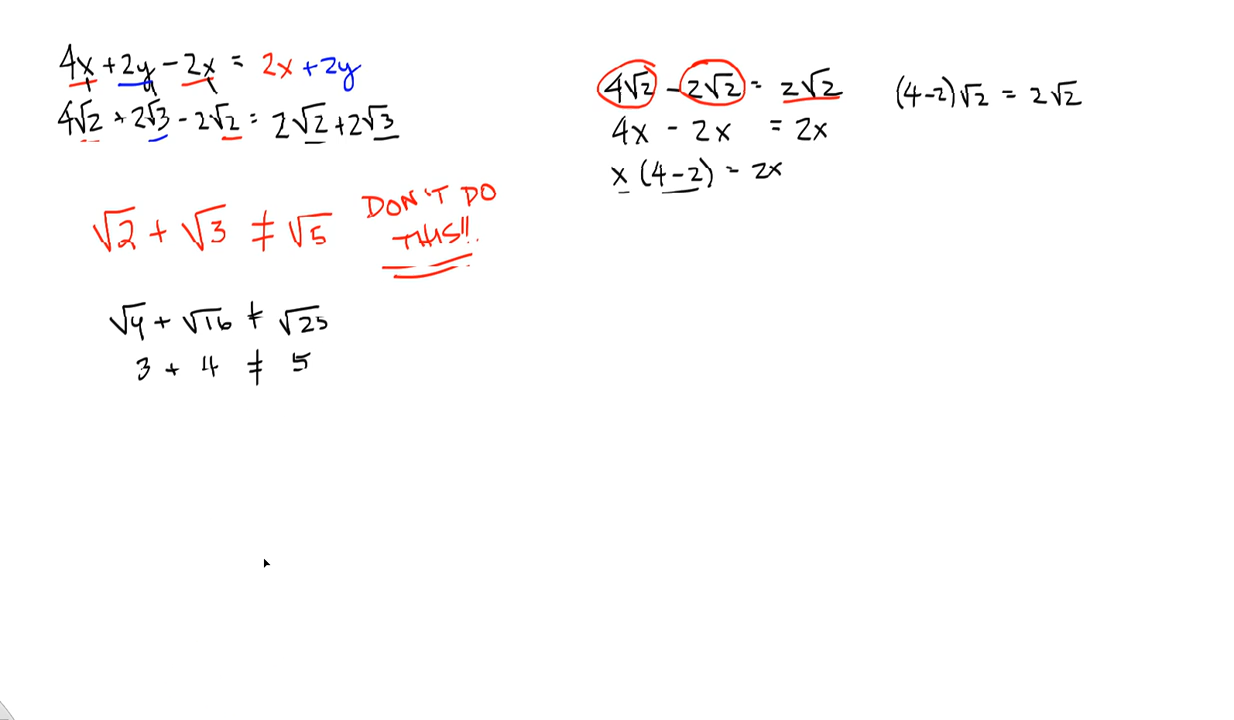 4x + 2y - 2x = 2x + 2y
4√2 + 2√3 - 2√2 = 2√2 + 2√3
√2 + √3 ≠ √5 DON'T DO
THIS!!
√9 + √16 ≠ √25
3 + 4 ≠ 5
4√2 - 2√2 = 2√2 (4-2)√2 = 2√2
4x - 2x = 2x
x (4-2) = 2x